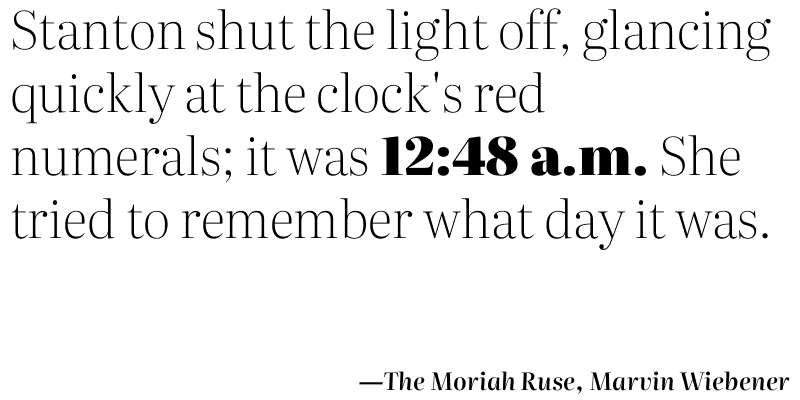 Stanton shut the light off, glancing
quickly at the clock's red
numerals; it was 12:48 a.m. She
tried to remember what day it was.
—The Moriah Ruse, Marvin Wiebener